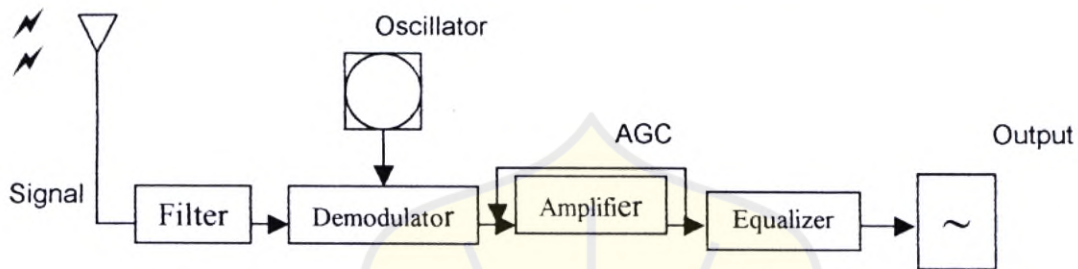 Oscillator
AGC
Output
Signal
Filter
Demodulator
Amplifier
Equalizer
~